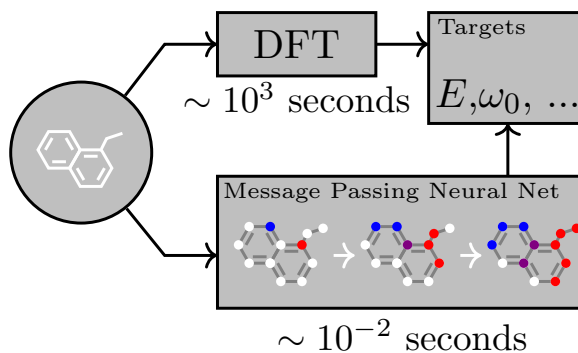 DFT
Targets
∼ 10³ seconds
E,ω₀, ...
Message Passing Neural Net
∼ 10⁻² seconds